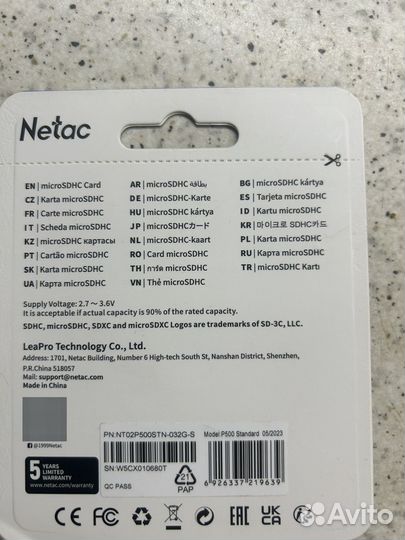 Netac
EN | microSDHC Card
CZ | Karta microSDHC
FR | Carte microSDHC
IT | Scheda microSDHC
KZ | microSDHC картасы
PT | Cartão microSDHC
SK | Karta microSDHC
UA | Карта microSDHC
AR | microSDHC بطاقة
DE | microSDHC-Karte
HU | microSDHC kártya
JP | microSDHCカード
NL | microSDHC-kaart
RO | Card microSDHC
TH | การ์ด microSDHC
VN | Thẻ microSDHC
BG | microSDHC kártya
ES | Tarjeta microSDHC
ID | Kartu microSDHC
KR | 마이크로 SDHC카드
PL | Karta microSDHC
RU | Карта microSDHC
TR | microSDHC Kartı
Supply Voltage: 2.7～3.6V
It is acceptable if actual capacity is 90% of the rated capacity.
SDHC, microSDHC, SDXC and microSDXC Logos are trademarks of SD-3C, LLC.
LeaPro Technology Co., Ltd.
Address: 1701, Netac Building, Number 6 High-tech South St, Nanshan District, Shenzhen,
P.R.China 518057
Mail: support@netac.com
Made in China
@1999Netac
5 YEARS LIMITED WARRANTY
www.netac.com/warranty
PN:NT02P500STN-032G-S
SN:W5CX010680T
QC PASS
21
PAP
Model:P500 Standard 05/2023
6 926337 219639
CE FC EAC UK CA
Avito